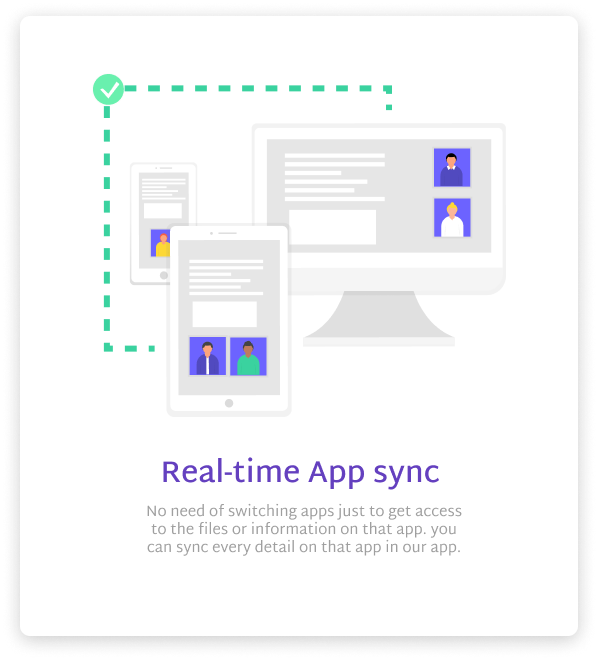 Real-time App sync
No need of switching apps just to get access
to the files or information on that app. you
can sync every detail on that app in our app.